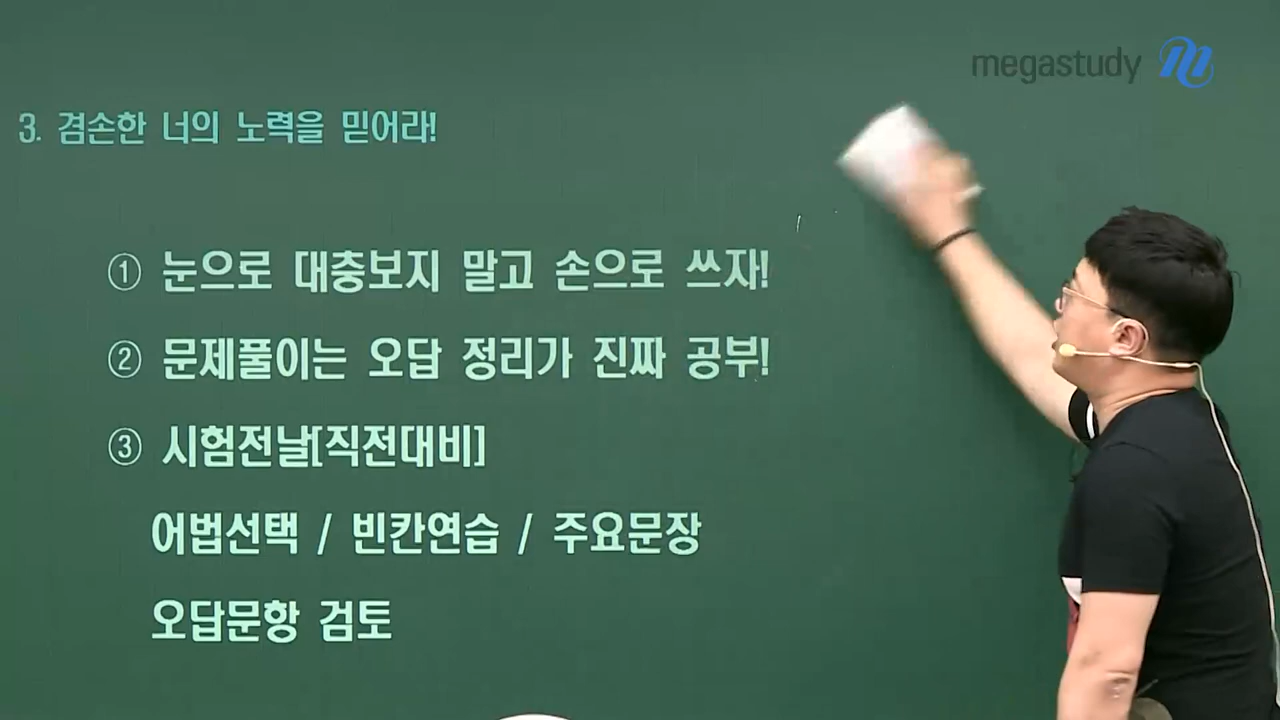 megastudy
3. 겸손한 너의 노력을 믿어라!
① 눈으로 대충보지 말고 손으로 쓰자!
② 문제풀이는 오답 정리가 진짜 공부!
③ 시험전날[직전대비]
어법선택 / 빈칸연습 / 주요문장
오답문항 검토